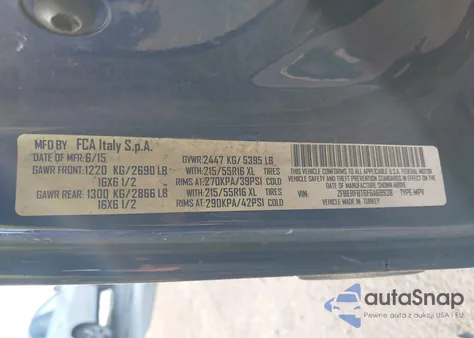 MFD BY FCA Italy S.p.A.
DATE OF MFR: 6/15 GVWR: 2447 KG/ 5395 LB
GAWR FRONT: 1220 KG/2690 LB WITH: 215/55R16 XL TIRES
16X6 1/2 RIMS AT: 270KPA/39PSI COLD
GAWR REAR: 1300 KG/2866 LB WITH: 215/55R16 XL TIRES
16X6 1/2 RIMS AT: 290KPA/42PSI COLD
THIS VEHICLE CONFORMS TO ALL APPLICABLE U.S. FEDERAL MOTOR
VEHICLE SAFETY AND THEFT PREVENTION STANDARDS IN EFFECT
ON THE DATE OF MANUFACTURE SHOWN ABOVE:
VIN: TYPE: MPV
MADE IN: TURKEY
autoSnap
Pewne auta z aukcji USA i EU